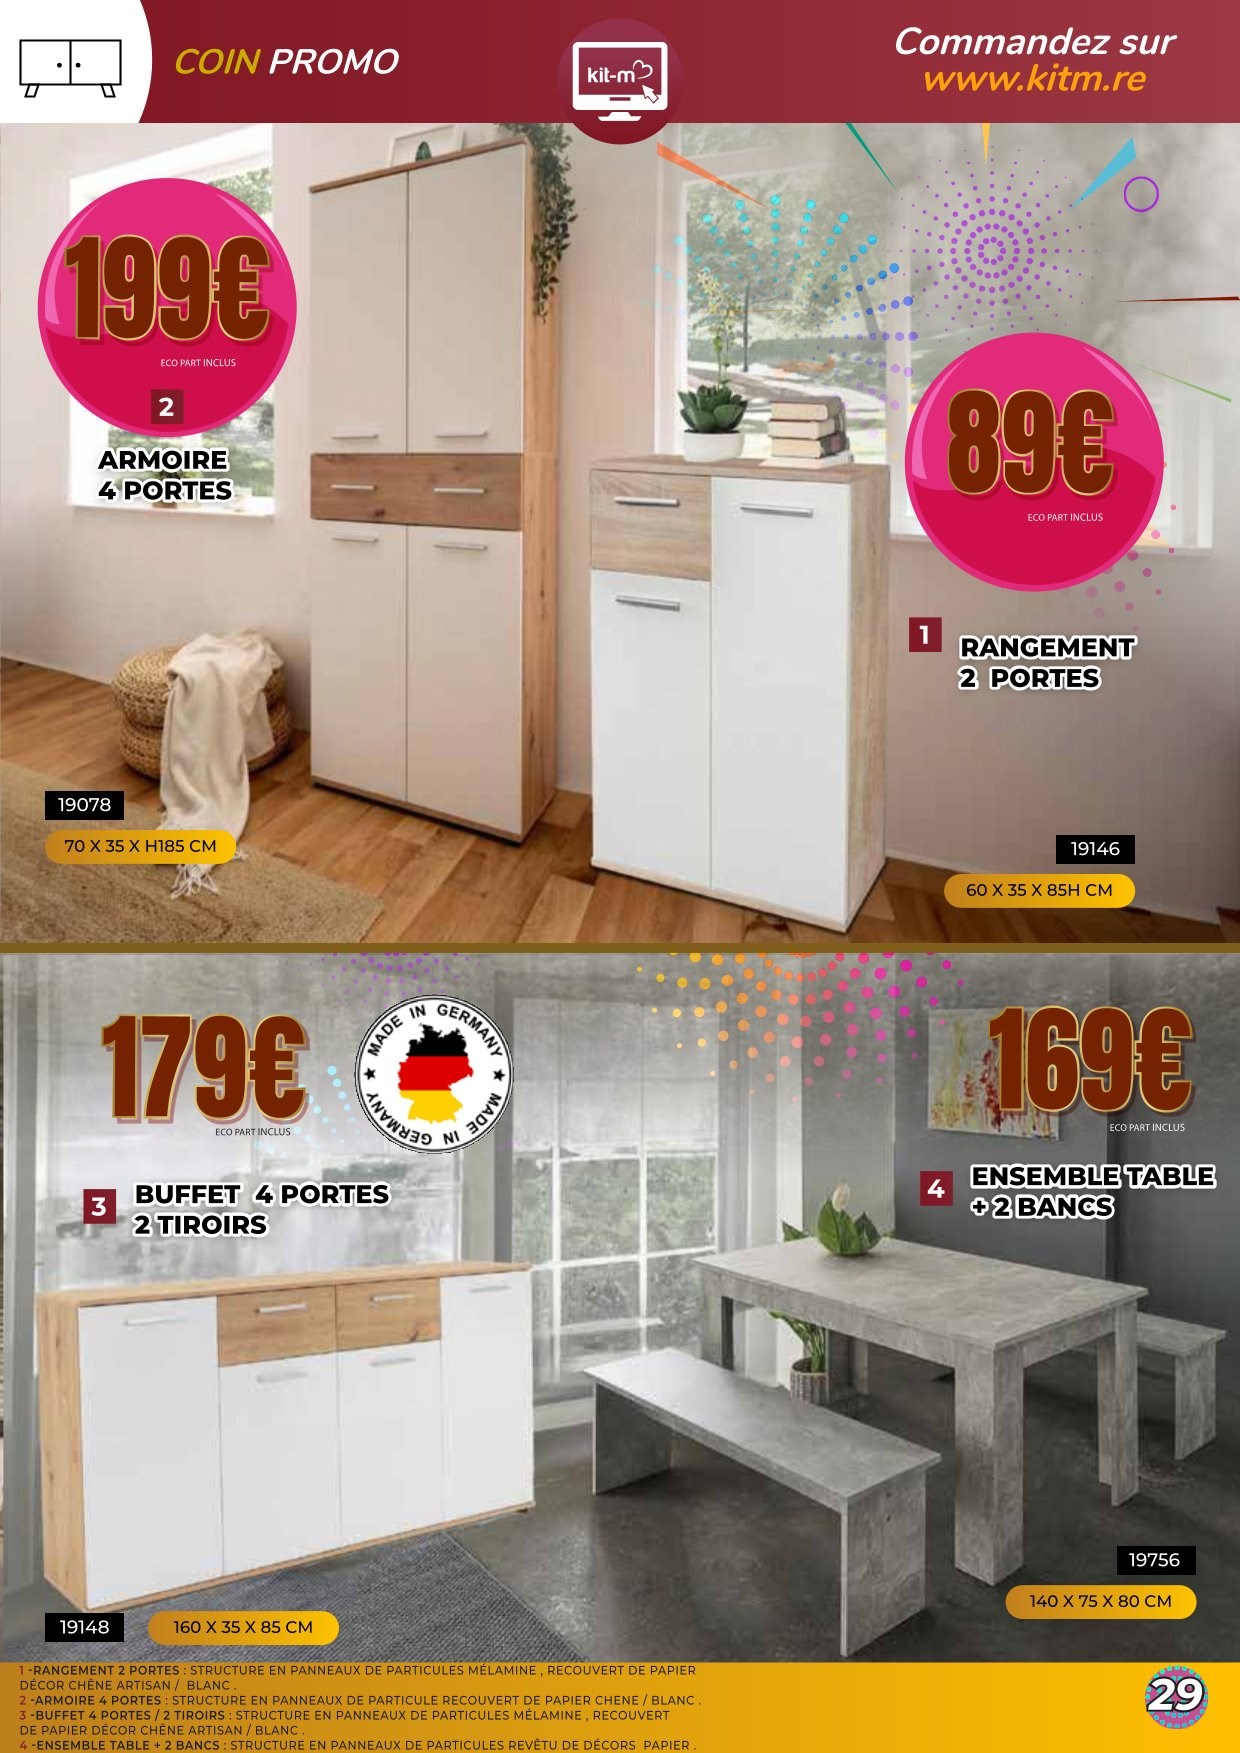 COIN PROMO
kit-m
Commandez sur
www.kitm.re
199€
ECO PART INCLUS
2
ARMOIRE
4 PORTES
89€
ECO PART INCLUS
1
RANGEMENT
2 PORTES
19078
70 X 35 X H185 CM
19146
60 X 35 X 85H CM
179€
ECO PART INCLUS
MADE IN GERMANY
MADE IN GERMANY
3
BUFFET 4 PORTES
2 TIROIRS
169€
ECO PART INCLUS
4
ENSEMBLE TABLE
+ 2 BANCS
19756
140 X 75 X 80 CM
19148
160 X 35 X 85 CM
1 -RANGEMENT 2 PORTES : STRUCTURE EN PANNEAUX DE PARTICULES MÉLAMINE , RECOUVERT DE PAPIER
DÉCOR CHÊNE ARTISAN / BLANC .
2 -ARMOIRE 4 PORTES : STRUCTURE EN PANNEAUX DE PARTICULE RECOUVERT DE PAPIER CHENE / BLANC .
3 -BUFFET 4 PORTES / 2 TIROIRS : STRUCTURE EN PANNEAUX DE PARTICULES MÉLAMINE , RECOUVERT
DE PAPIER DÉCOR CHÊNE ARTISAN / BLANC .
4 -ENSEMBLE TABLE + 2 BANCS : STRUCTURE EN PANNEAUX DE PARTICULES REVÊTU DE DÉCORS PAPIER .
29